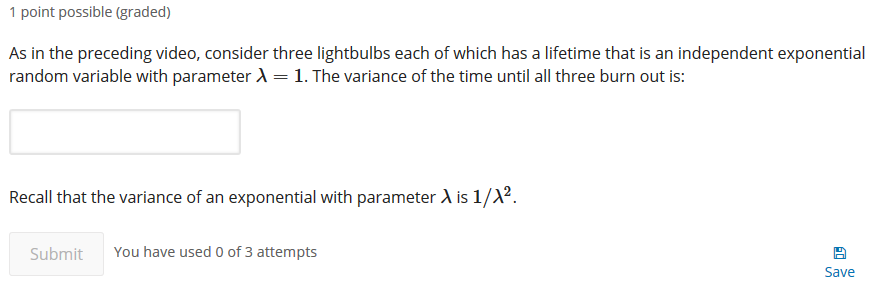 1 point possible (graded)
As in the preceding video, consider three lightbulbs each of which has a lifetime that is an independent exponential
random variable with parameter λ = 1. The variance of the time until all three burn out is:
Recall that the variance of an exponential with parameter λ is 1/λ².
Submit You have used 0 of 3 attempts
Save